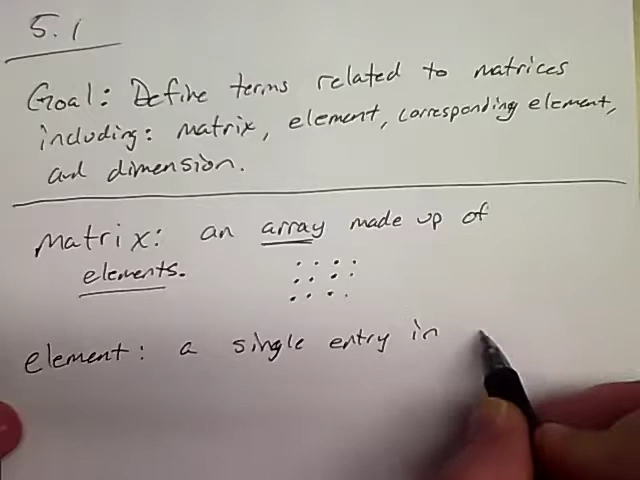 5.1
Goal: Define terms related to matrices
including: matrix, element, corresponding element,
and dimension.
Matrix: an array made up of
elements.
element: a single entry in